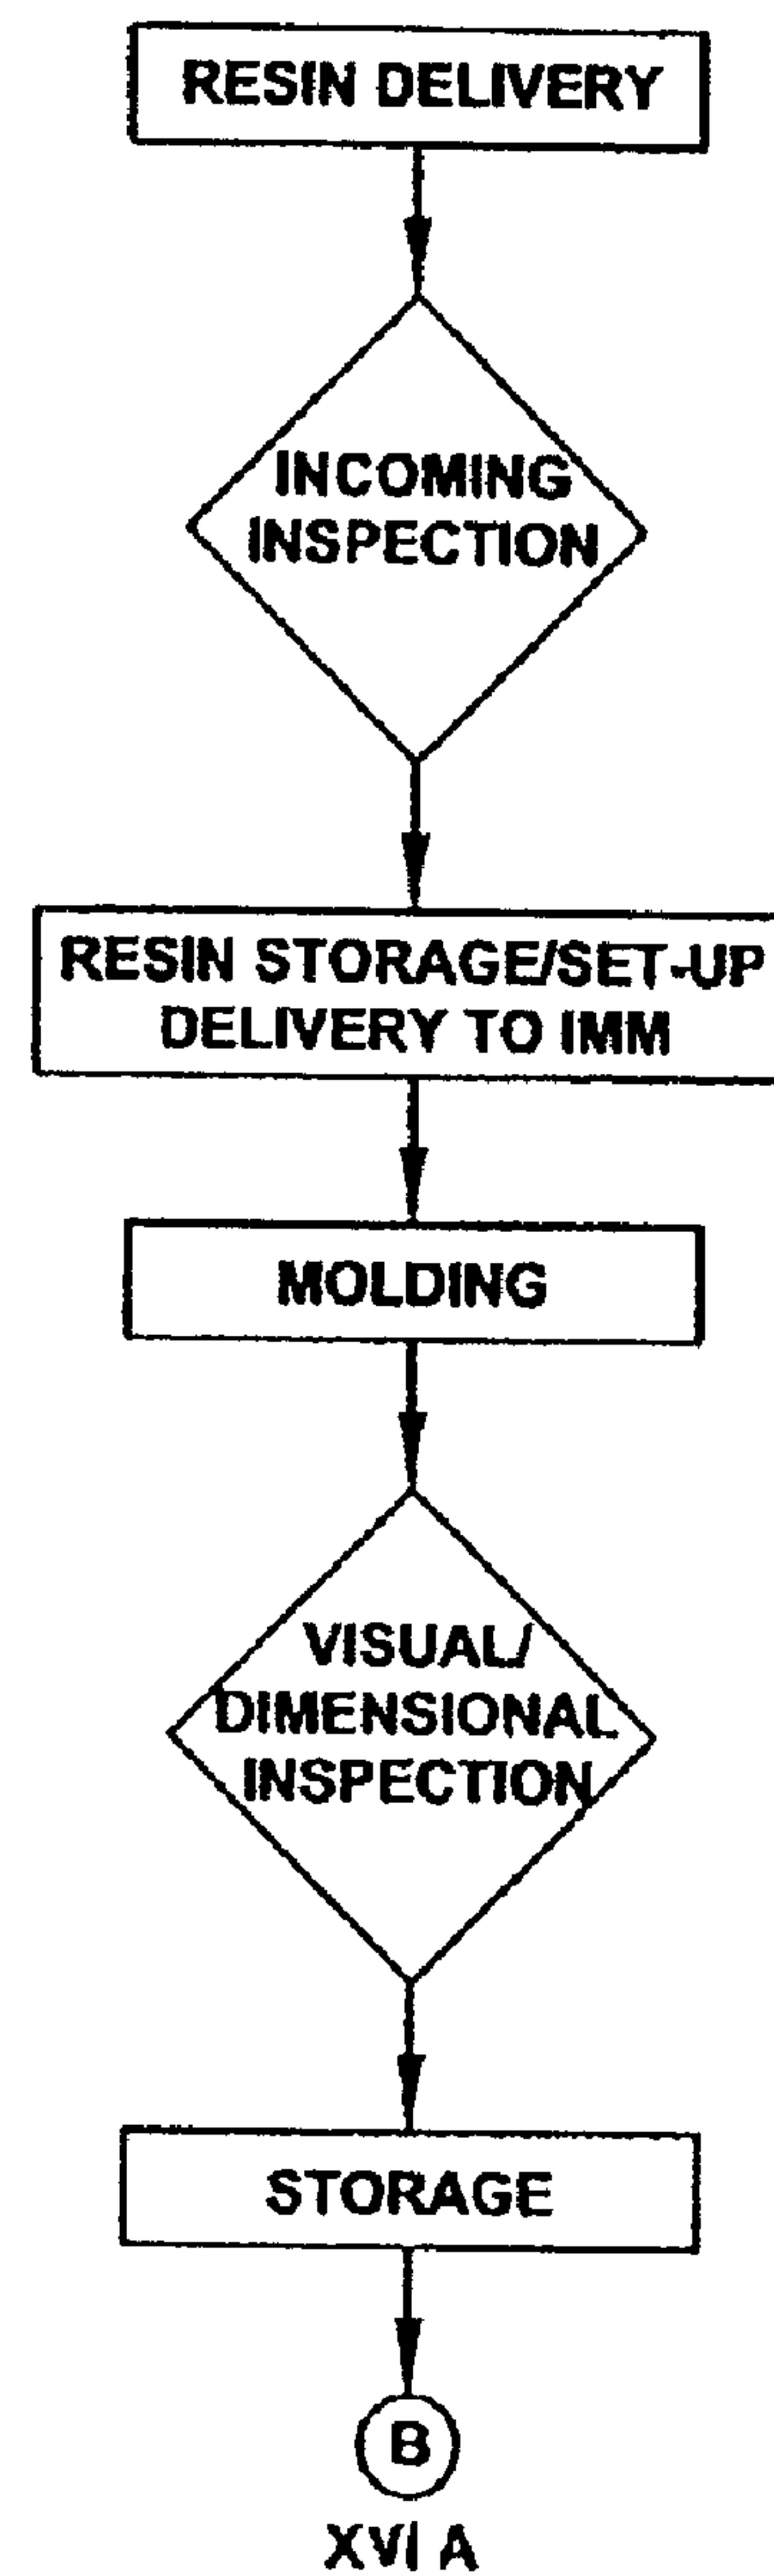 RESIN DELIVERY
INCOMING
INSPECTION
RESIN STORAGE/SET-UP
DELIVERY TO IMM
MOLDING
VISUAL/
DIMENSIONAL
INSPECTION
STORAGE
B
XVI A